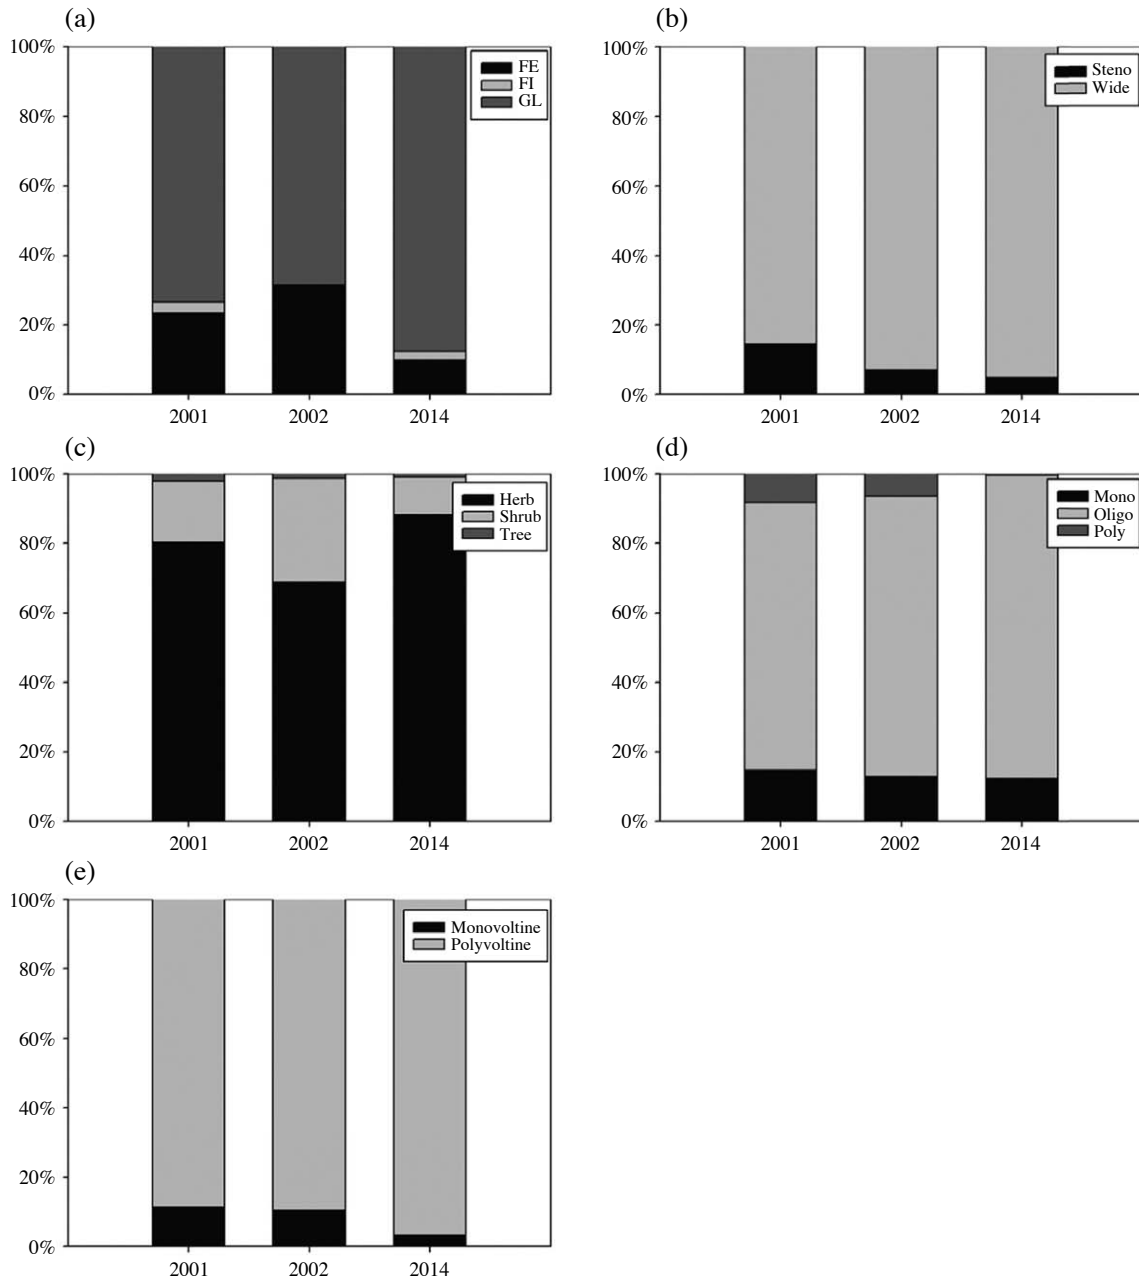 (a)
100%
80%
60%
40%
20%
0%
FE
FI
GL
2001 2002 2014
(b)
100%
80%
60%
40%
20%
0%
Steno
Wide
2001 2002 2014
(c)
100%
80%
60%
40%
20%
0%
Herb
Shrub
Tree
2001 2002 2014
(d)
100%
80%
60%
40%
20%
0%
Mono
Oligo
Poly
2001 2002 2014
(e)
100%
80%
60%
40%
20%
0%
Monovoltine
Polyvoltine
2001 2002 2014